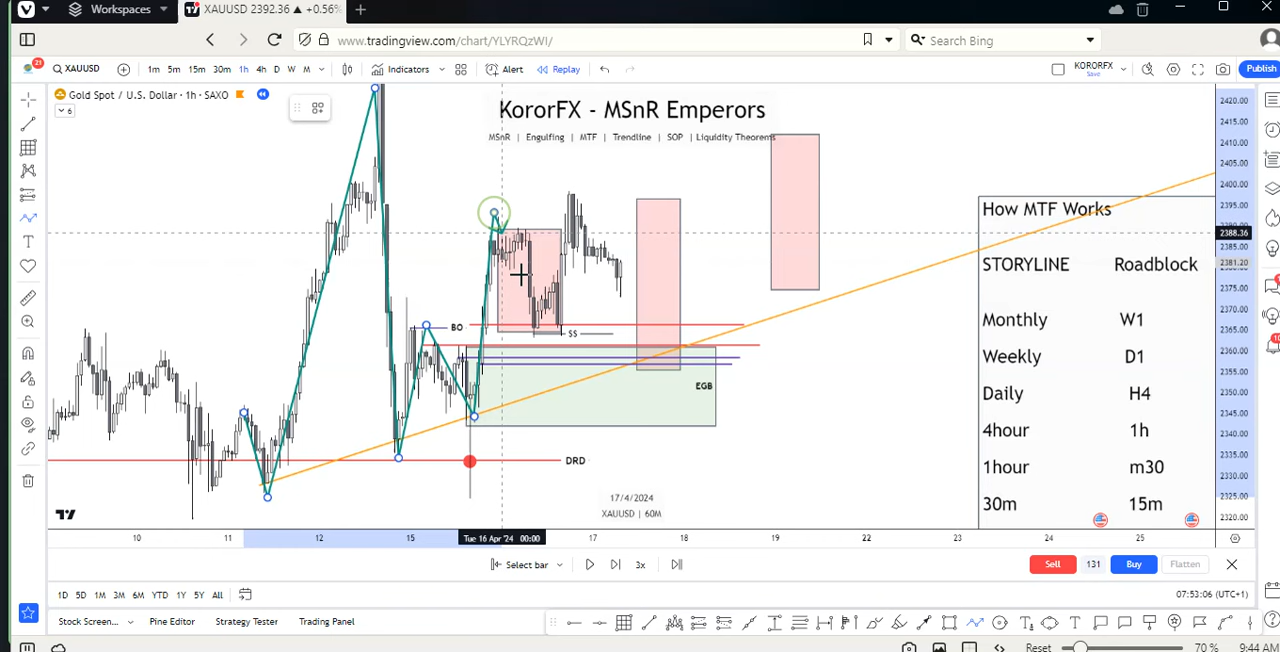 Workspaces
XAUUSD 2392.36 ▲ +0.56%
www.tradingview.com/chart/YLYRQzWI/
Search Bing
21
XAUUSD
1m 5m 15m 30m 1h 4h D W M
Indicators
Alert
Replay
KORORFX
Save
Publish
Gold Spot / U.S. Dollar · 1h · SAXO
6
KororFX - MSnR Emperors
MSnR | Engulfing | MTF | Trendline | SOP | Liquidity Theorems
2420.00
2415.00
2410.00
2405.00
2400.00
2395.00
2390.00
2388.36
2385.00
2381.20
2375.00
2370.00
2365.00
2360.00
2355.00
2350.00
2345.00
2340.00
2335.00
2330.00
2325.00
2320.00
How MTF Works
STORYLINE Roadblock
Monthly W1
Weekly D1
Daily H4
4hour 1h
1hour m30
30m 15m
BO
SS
EGB
DRD
17/4/2024
XAUUSD | 60M
10 11 12 15 Tue 16 Apr '24 00:00 17 18 19 22 23 24 25
Select bar
3x
Sell
131
Buy
Flatten
1D 5D 1M 3M 6M YTD 1Y 5Y All
07:53:06 (UTC+1)
Stock Screen...
Pine Editor
Strategy Tester
Trading Panel
Reset
70 %
9:44 AM